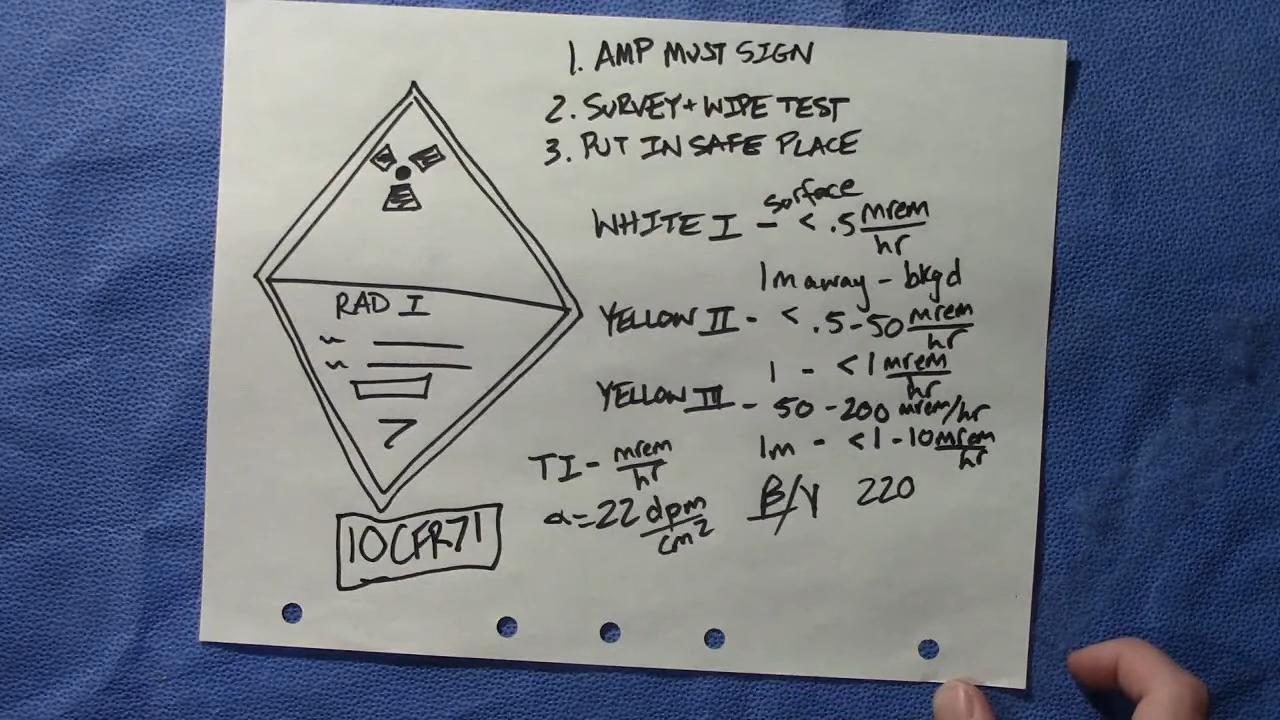 1. AMP MUST SIGN
2. SURVEY + WIPE TEST
3. PUT IN SAFE PLACE
WHITE I - surface < .5 mrem/hr
1m away - bkgd
YELLOW II - < .5-50 mrem/hr
1 - <1 mrem/hr
YELLOW III - 50-200 mrem/hr
1m - <1-10 mrem/hr
TI - mrem/hr
α = 22 dpm/cm² β/γ 220
RAD I
7
10CFR71